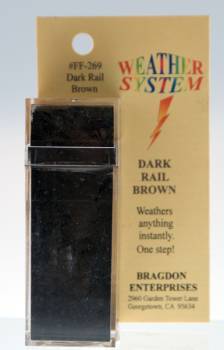 #FF-269
Dark Rail
Brown
WEATHER
SYSTEM
DARK
RAIL
BROWN
Weathers
anything
instantly.
One step!
BRAGDON
ENTERPRISES
2960 Garden Tower Lane
Georgetown, CA 95634